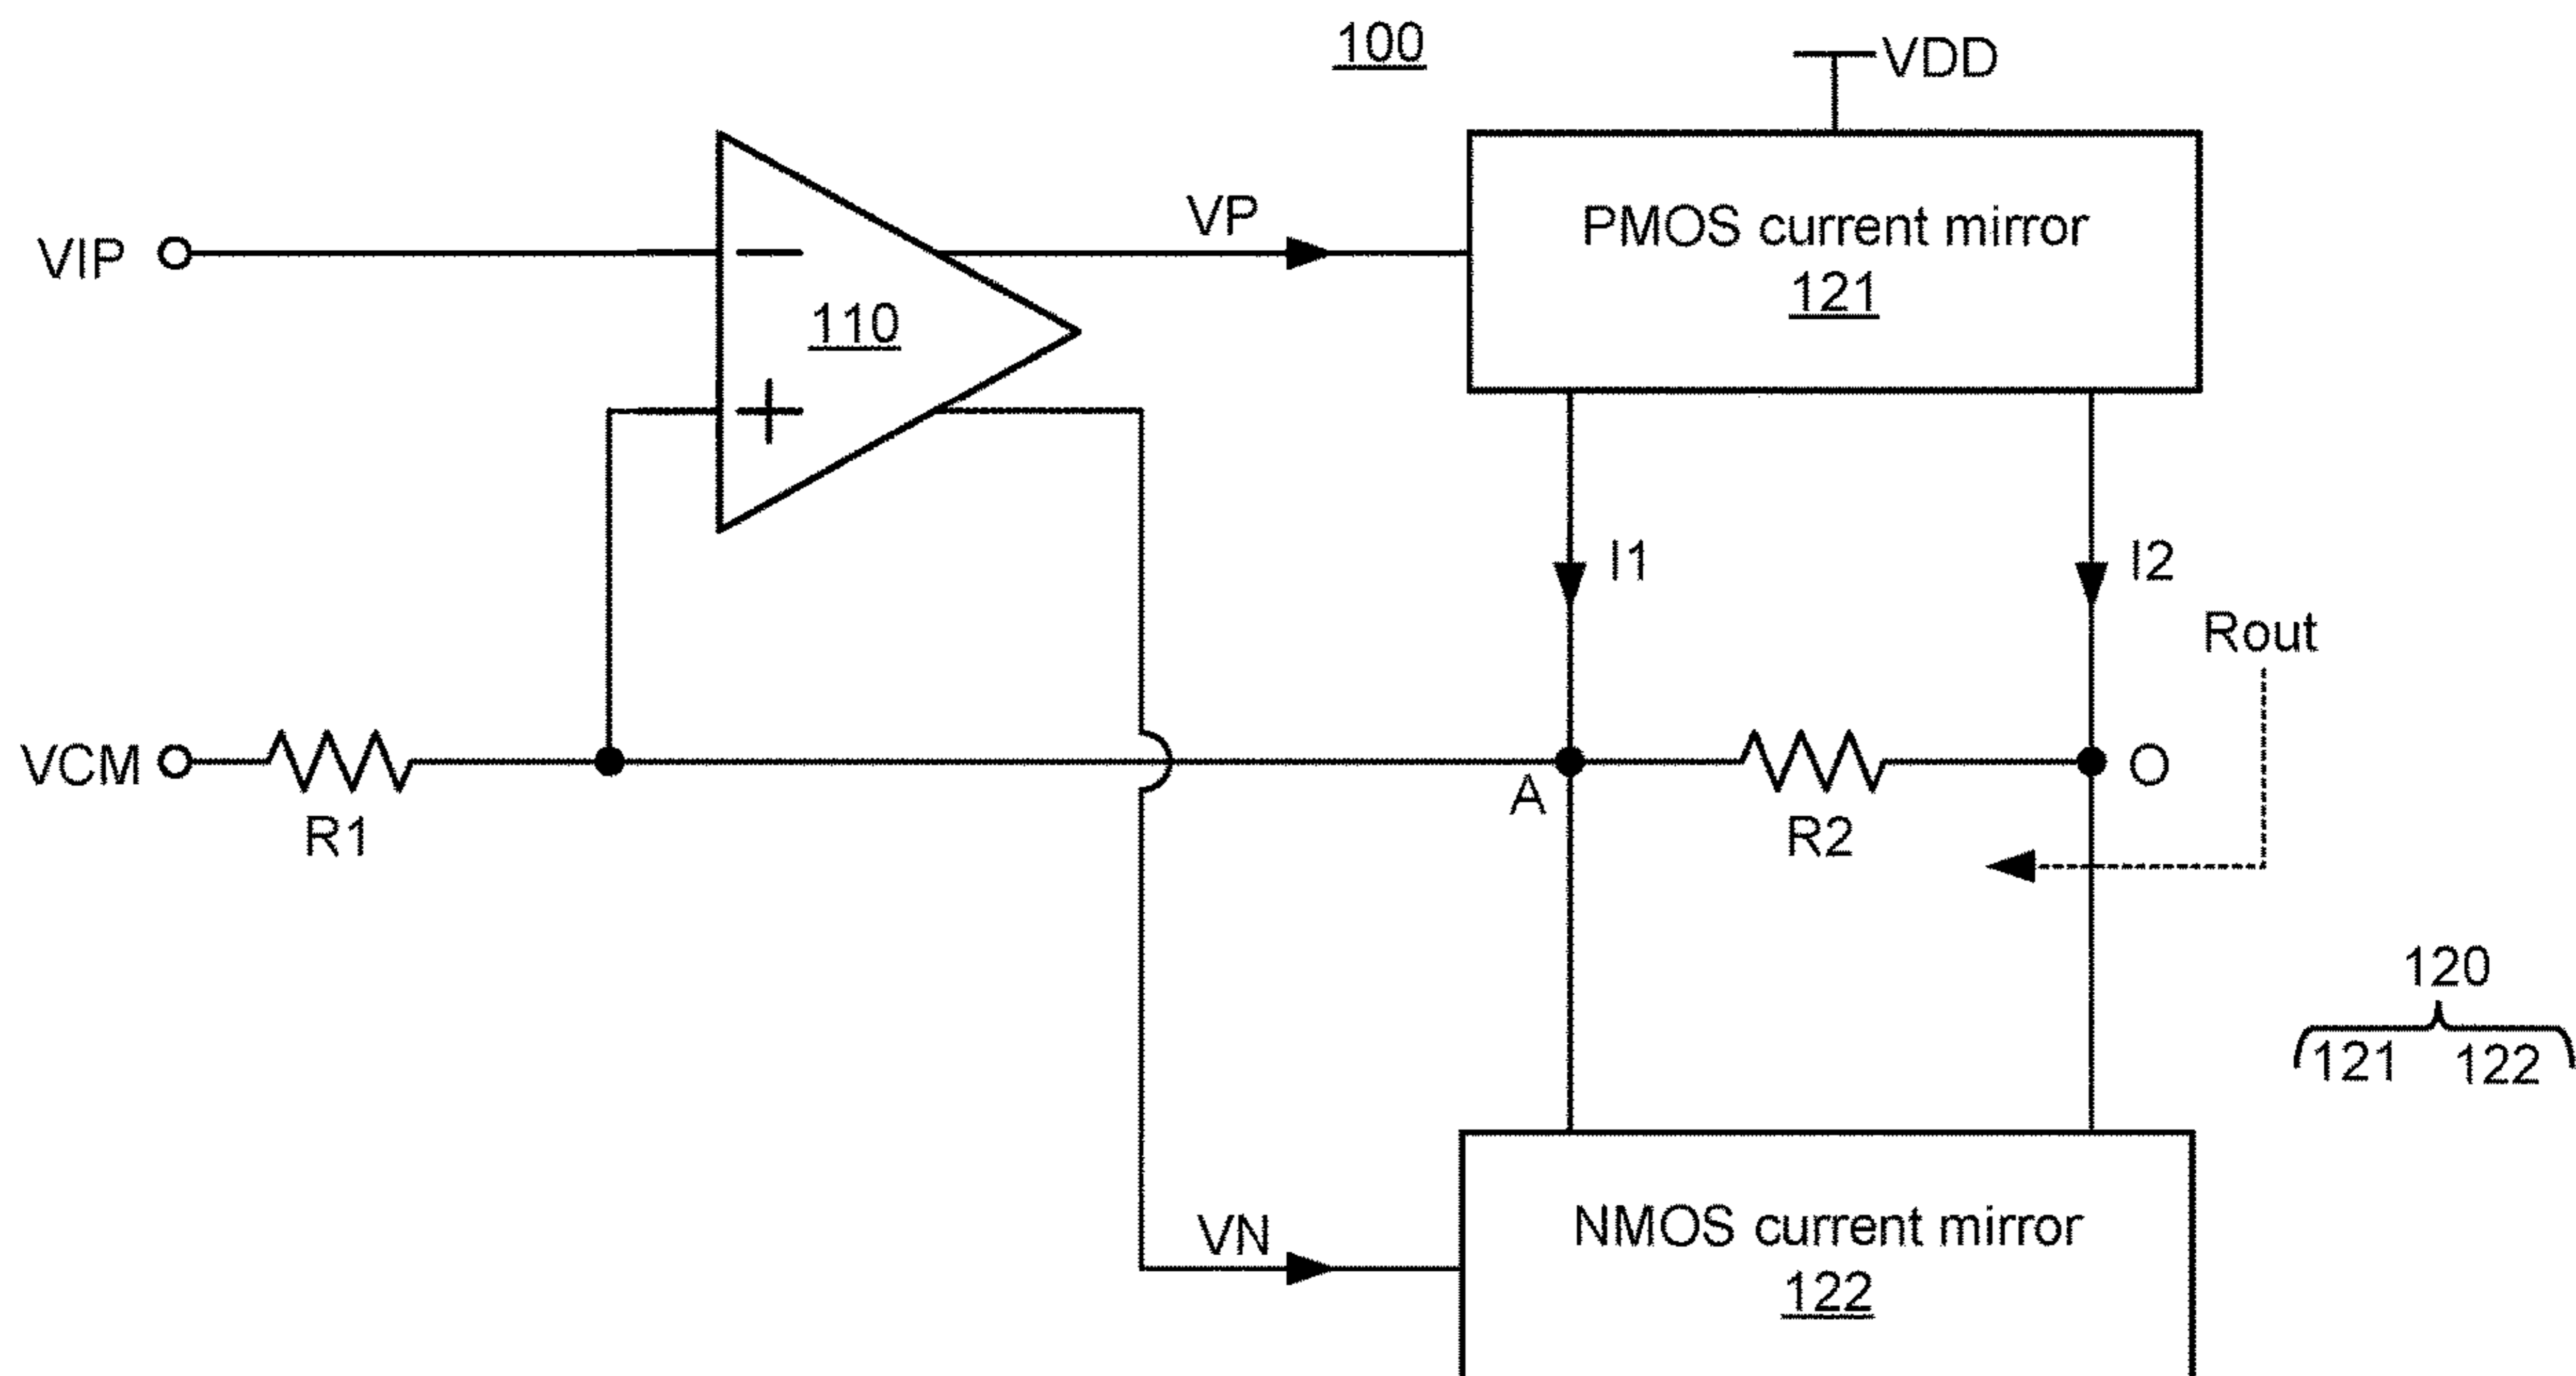 100
VDD
VIP
110
VP
PMOS current mirror
121
I1
I2
Rout
VCM
R1
A
R2
O
120
121 122
VN
NMOS current mirror
122